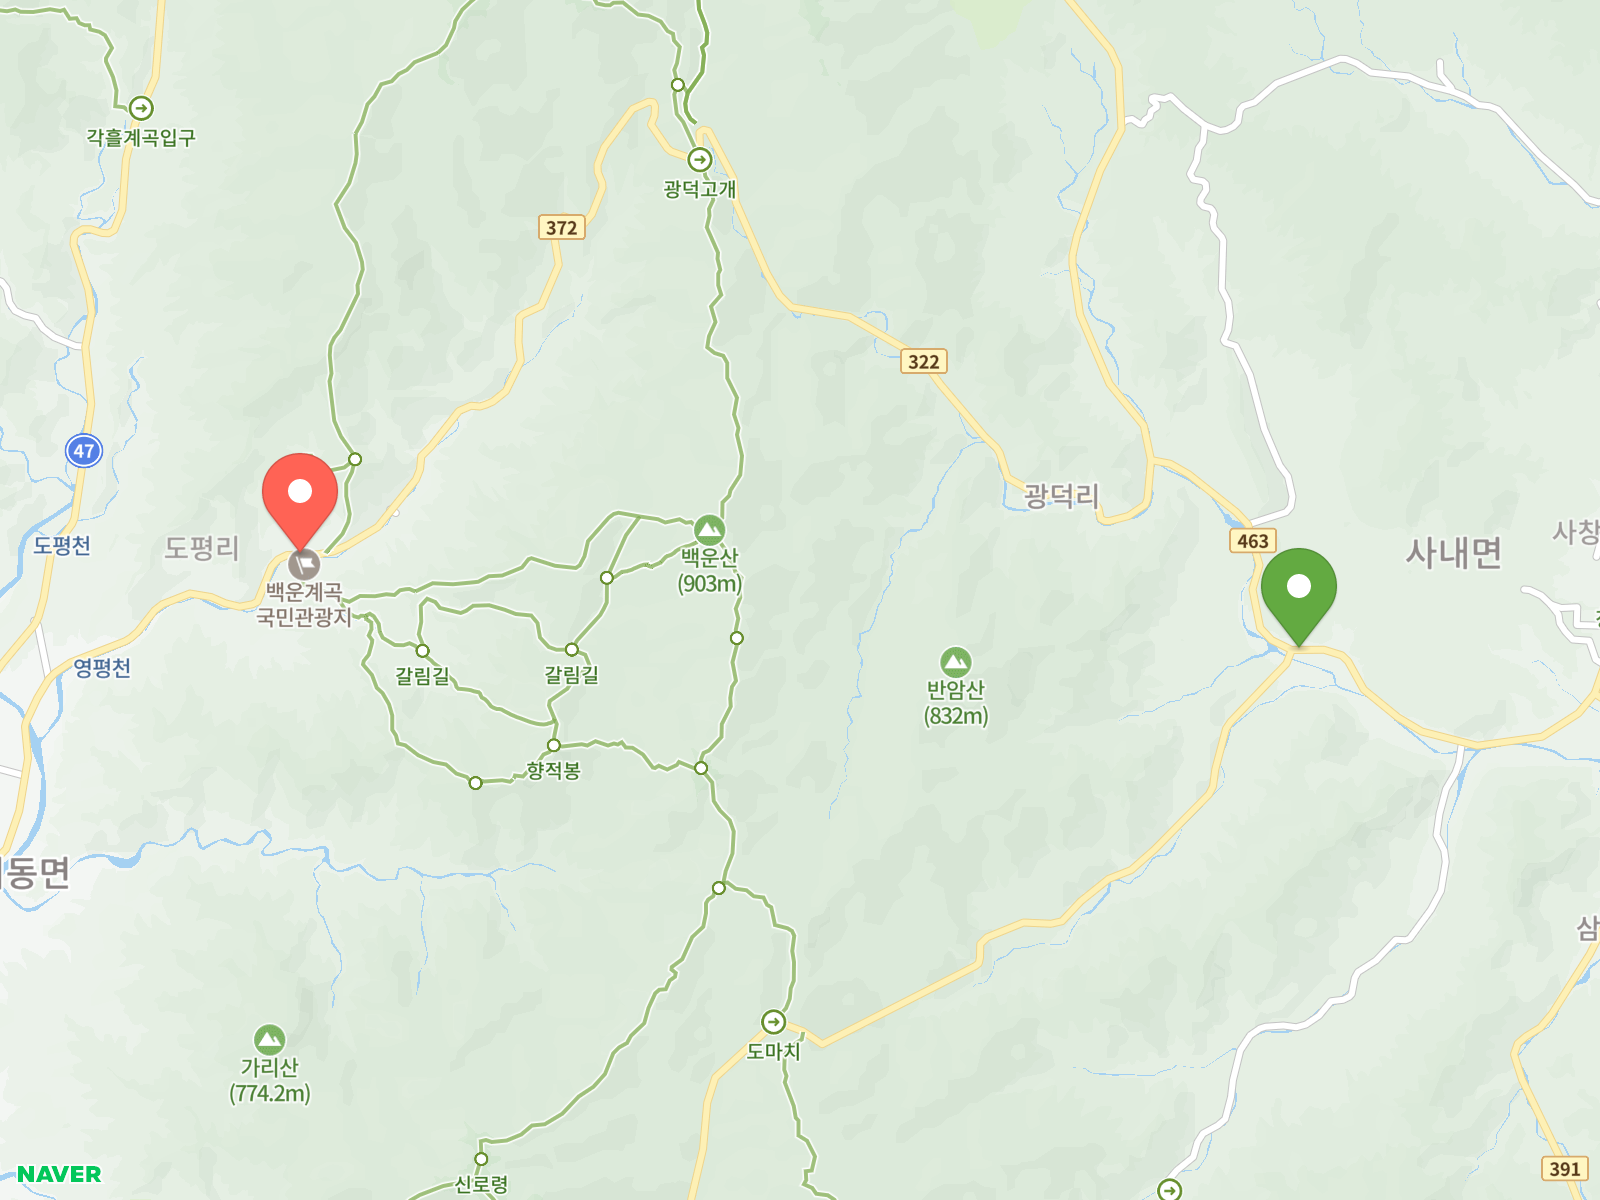 각흘계곡입구
광덕고개
372
322
47
광덕리
463
사창
사내면
도평천
도평리
백운산
(903m)
백운계곡
국민관광지
영평천
갈림길
갈림길
반암산
(832m)
향적봉
동면
삼
도마치
가리산
(774.2m)
391
신로령
NAVER